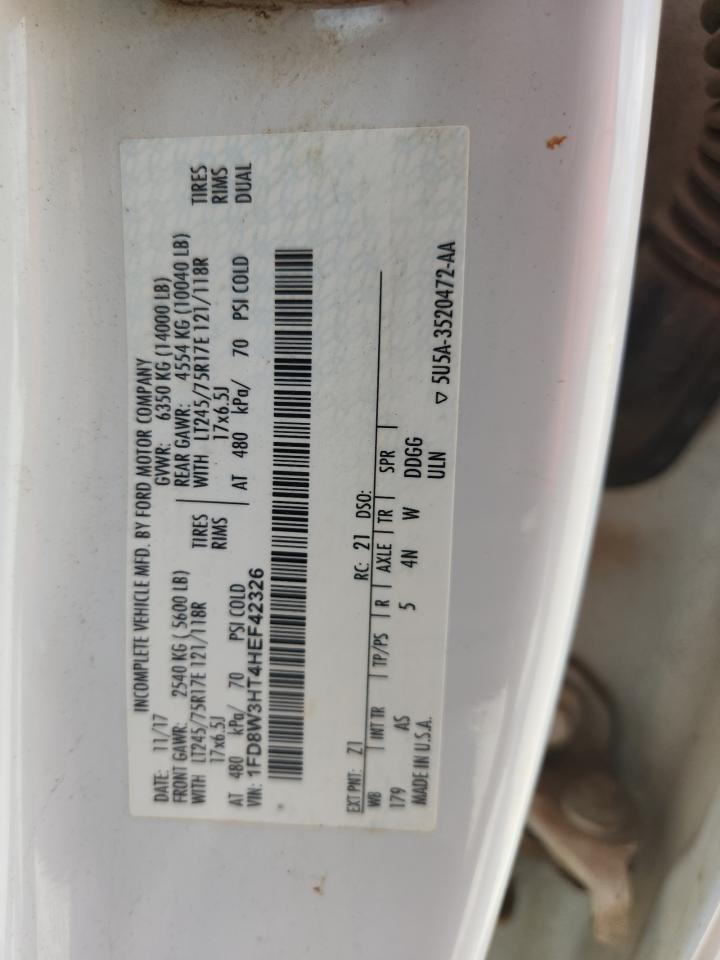 INCOMPLETE VEHICLE MFD. BY FORD MOTOR COMPANY
DATE: 11/17 GVWR: 6350 KG (14000 LB)
FRONT GAWR: 2540 KG ( 5600 LB) REAR GAWR: 4554 KG (10040 LB)
WITH LT245/75R17E 121/118R TIRES WITH LT245/75R17E 121/118R TIRES
17x6.5J RIMS 17x6.5J RIMS
AT 480 kPa/ 70 PSI COLD AT 480 kPa/ 70 PSI COLD DUAL
VIN: 1FD8W3HT4HEF42326
EXT PNT: Z1 RC: 21 DSO:
WB INT TR TP/PS R AXLE TR SPR
179 AS 5 4N W DDGG
MADE IN U.S.A. ULN
▽ 5U5A-3520472-AA